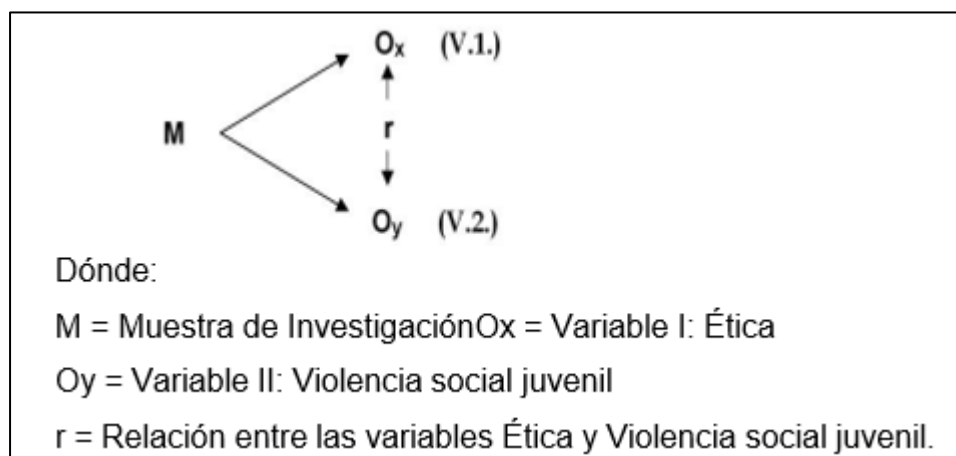 Ox (V.1.)
M r
Oy (V.2.)
Dónde:
M = Muestra de InvestigaciónOx = Variable I: Ética
Oy = Variable II: Violencia social juvenil
r = Relación entre las variables Ética y Violencia social juvenil.